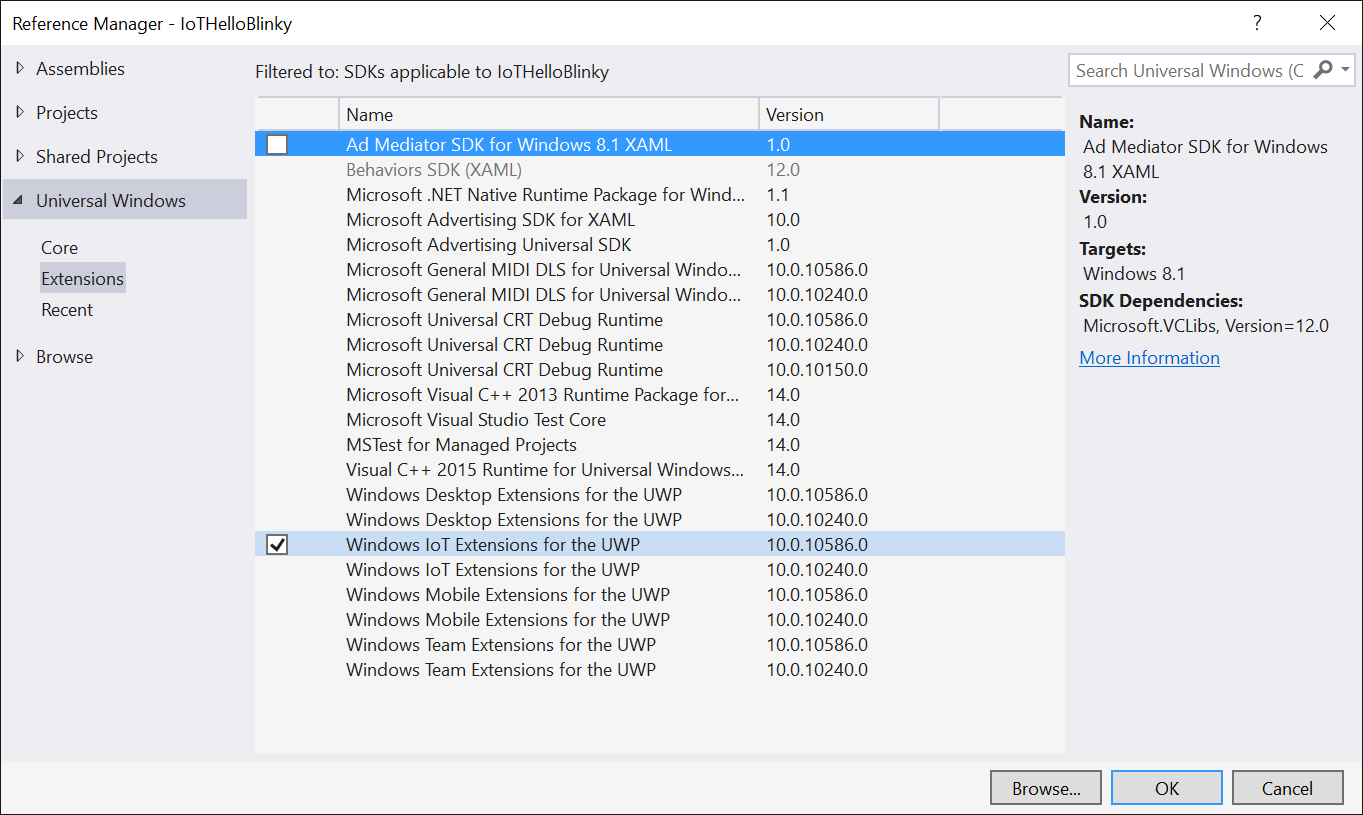 Reference Manager - IoTHelloBlinky
?
Assemblies
Projects
Shared Projects
Universal Windows
Core
Extensions
Recent
Browse
Filtered to: SDKs applicable to IoTHelloBlinky
Name Version
Ad Mediator SDK for Windows 8.1 XAML 1.0
Behaviors SDK (XAML) 12.0
Microsoft .NET Native Runtime Package for Wind... 1.1
Microsoft Advertising SDK for XAML 10.0
Microsoft Advertising Universal SDK 1.0
Microsoft General MIDI DLS for Universal Windo... 10.0.10586.0
Microsoft General MIDI DLS for Universal Windo... 10.0.10240.0
Microsoft Universal CRT Debug Runtime 10.0.10586.0
Microsoft Universal CRT Debug Runtime 10.0.10240.0
Microsoft Universal CRT Debug Runtime 10.0.10150.0
Microsoft Visual C++ 2013 Runtime Package for... 14.0
Microsoft Visual Studio Test Core 14.0
MSTest for Managed Projects 14.0
Visual C++ 2015 Runtime for Universal Windows... 14.0
Windows Desktop Extensions for the UWP 10.0.10586.0
Windows Desktop Extensions for the UWP 10.0.10240.0
Windows IoT Extensions for the UWP 10.0.10586.0
Windows IoT Extensions for the UWP 10.0.10240.0
Windows Mobile Extensions for the UWP 10.0.10586.0
Windows Mobile Extensions for the UWP 10.0.10240.0
Windows Team Extensions for the UWP 10.0.10586.0
Windows Team Extensions for the UWP 10.0.10240.0
Search Universal Windows (C
Name:
Ad Mediator SDK for Windows
8.1 XAML
Version:
1.0
Targets:
Windows 8.1
SDK Dependencies:
Microsoft.VCLibs, Version=12.0
More Information
Browse... OK Cancel